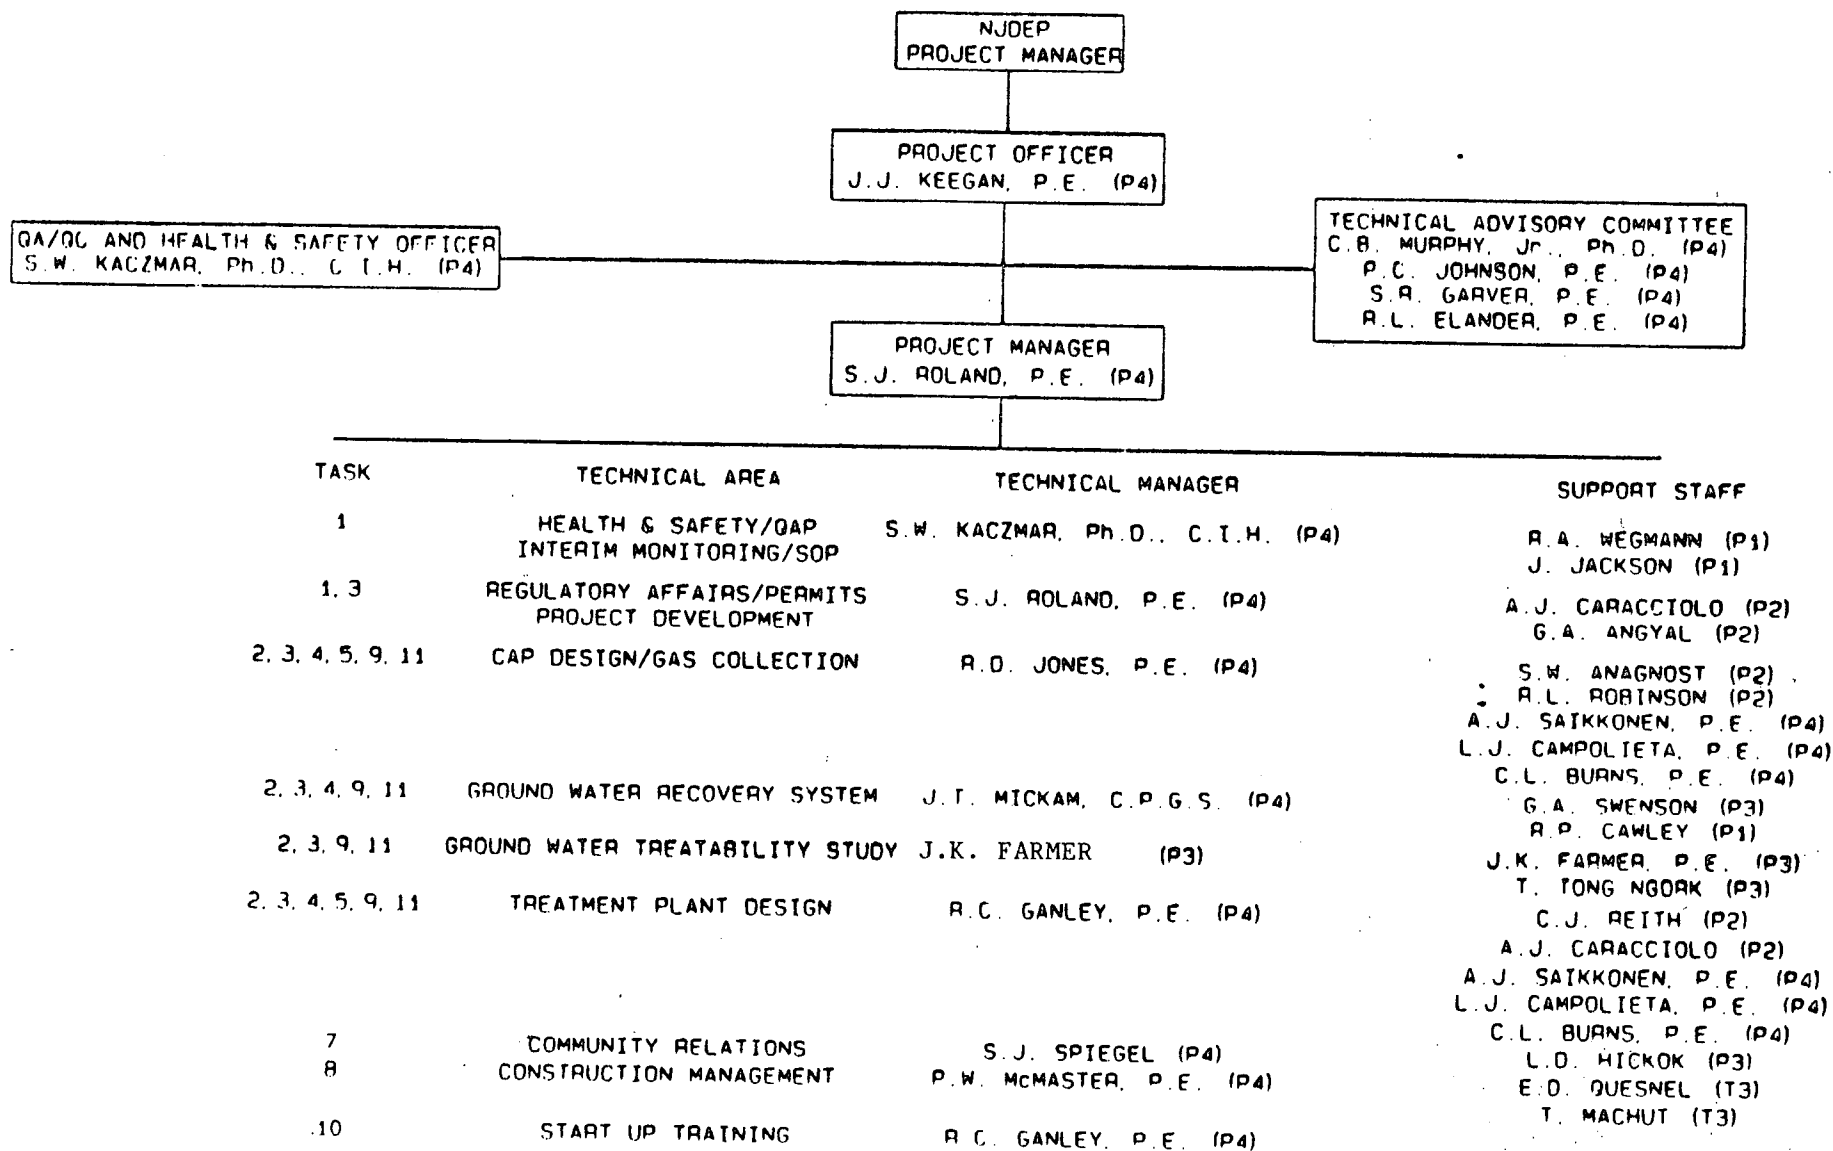 NJDEP
PROJECT MANAGER
PROJECT OFFICER
J.J. KEEGAN, P.E. (P4)
QA/QC AND HEALTH & SAFETY OFFICER
S.W. KACZMAR, Ph.D., C.I.H. (P4)
TECHNICAL ADVISORY COMMITTEE
C.B. MURPHY, Jr., Ph.D. (P4)
P.C. JOHNSON, P.E. (P4)
S.R. GARVER, P.E. (P4)
R.L. ELANDER, P.E. (P4)
PROJECT MANAGER
S.J. ROLAND, P.E. (P4)
TASK TECHNICAL AREA TECHNICAL MANAGER SUPPORT STAFF
1 HEALTH & SAFETY/QAP S.W. KACZMAR, Ph.D., C.I.H. (P4) R.A. WEGMANN (P1)
INTERIM MONITORING/SOP J. JACKSON (P1)
1, 3 REGULATORY AFFAIRS/PERMITS S.J. ROLAND, P.E. (P4) A.J. CARACCIOLO (P2)
PROJECT DEVELOPMENT G.A. ANGYAL (P2)
2, 3, 4, 5, 9, 11 CAP DESIGN/GAS COLLECTION R.D. JONES, P.E. (P4) S.W. ANAGNOST (P2)
R.L. ROBINSON (P2)
A.J. SAIKKONEN, P.E. (P4)
L.J. CAMPOLIETA, P.E. (P4)
C.L. BURNS, P.E. (P4)
2, 3, 4, 9, 11 GROUND WATER RECOVERY SYSTEM J.T. MICKAM, C.P.G.S. (P4) G.A. SWENSON (P3)
R.P. CAWLEY (P1)
2, 3, 9, 11 GROUND WATER TREATABILITY STUDY J.K. FARMER (P3) J.K. FARMER, P.E. (P3)
T. TONG NGORK (P3)
2, 3, 4, 5, 9, 11 TREATMENT PLANT DESIGN R.C. GANLEY, P.E. (P4) C.J. REITH (P2)
A.J. CARACCIOLO (P2)
A.J. SAIKKONEN, P.E. (P4)
L.J. CAMPOLIETA, P.E. (P4)
C.L. BURNS, P.E. (P4)
7 COMMUNITY RELATIONS S.J. SPIEGEL (P4) L.D. HICKOK (P3)
8 CONSTRUCTION MANAGEMENT P.W. McMASTER, P.E. (P4) E.D. QUESNEL (T3)
T. MACHUT (T3)
10 START UP TRAINING R.C. GANLEY, P.E. (P4)